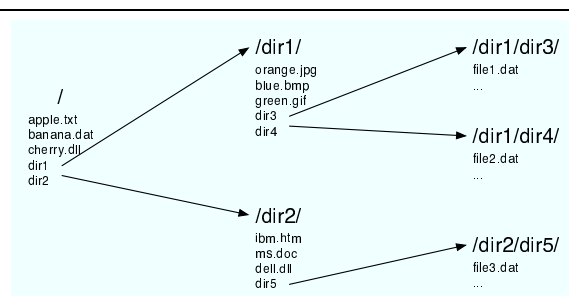 /
apple.txt
banana.dat
cherry.dll
dir1
dir2
/dir1/
orange.jpg
blue.bmp
green.gif
dir3
dir4
/dir2/
ibm.htm
ms.doc
dell.dll
dir5
/dir1/dir3/
file1.dat
...
/dir1/dir4/
file2.dat
...
/dir2/dir5/
file3.dat
...